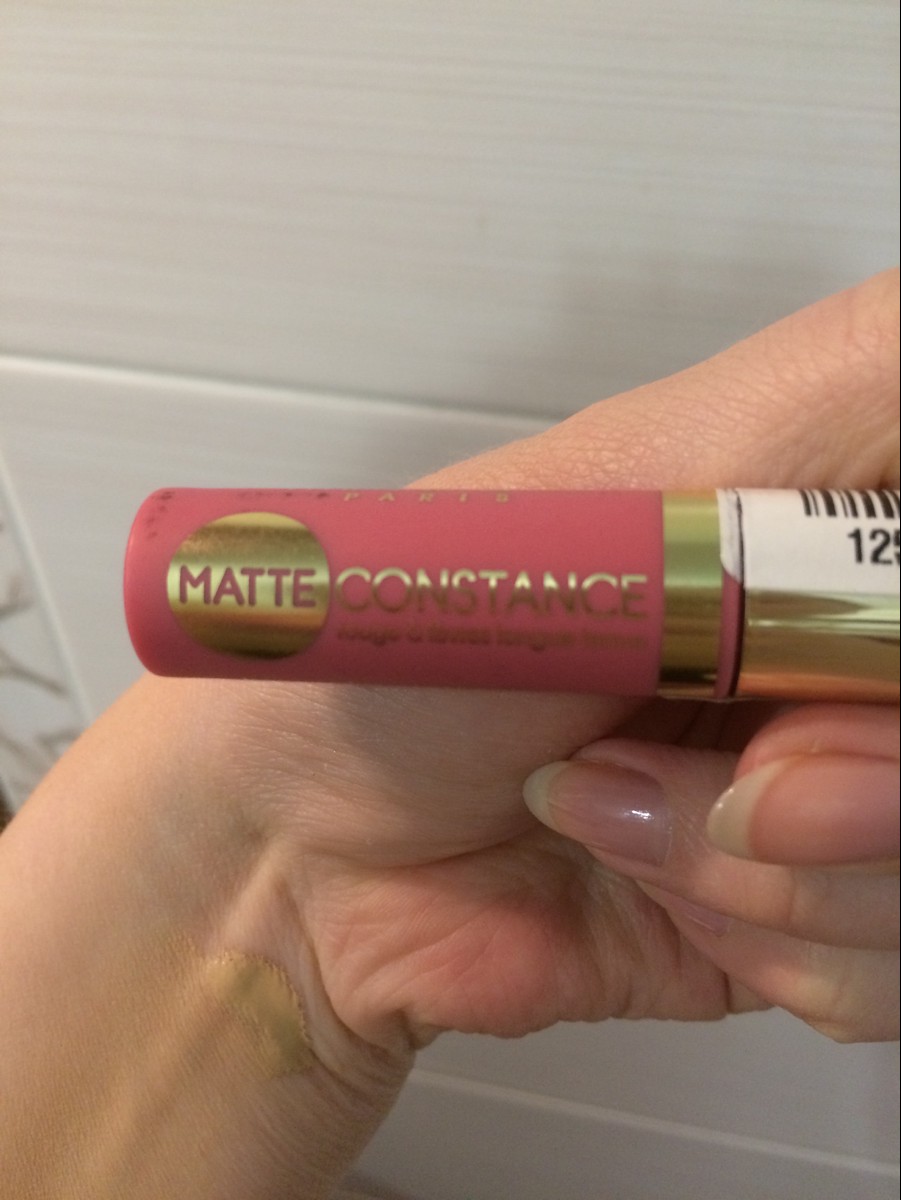 PARIS
MATTE CONSTANCE
rouge à lèvres longue tenue
125